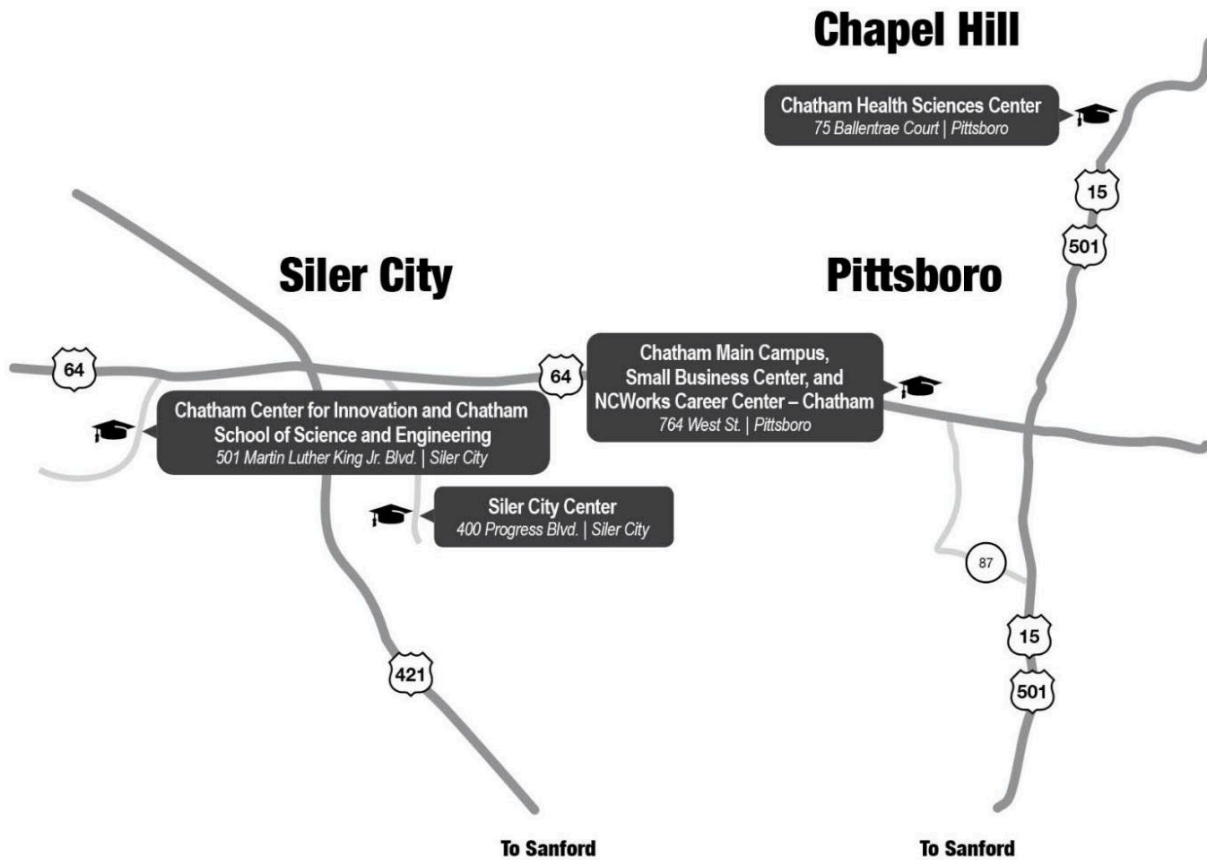 Chapel Hill
Chatham Health Sciences Center
75 Ballentrae Court | Pittsboro
15
501
Siler City
Pittsboro
64
64
Chatham Main Campus,
Small Business Center, and
NCWorks Career Center – Chatham
764 West St. | Pittsboro
Chatham Center for Innovation and Chatham
School of Science and Engineering
501 Martin Luther King Jr. Blvd. | Siler City
Siler City Center
400 Progress Blvd. | Siler City
87
15
421
501
To Sanford
To Sanford